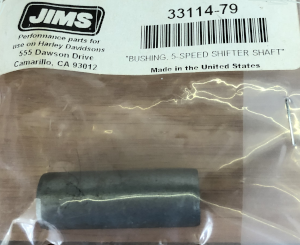 JIMS
Performance parts for
use on Harley Davidsons
555 Dawson Drive
Camarillo, CA 93012
33114-79
"BUSHING, 5-SPEED SHIFTER SHAFT"
Made in the United States